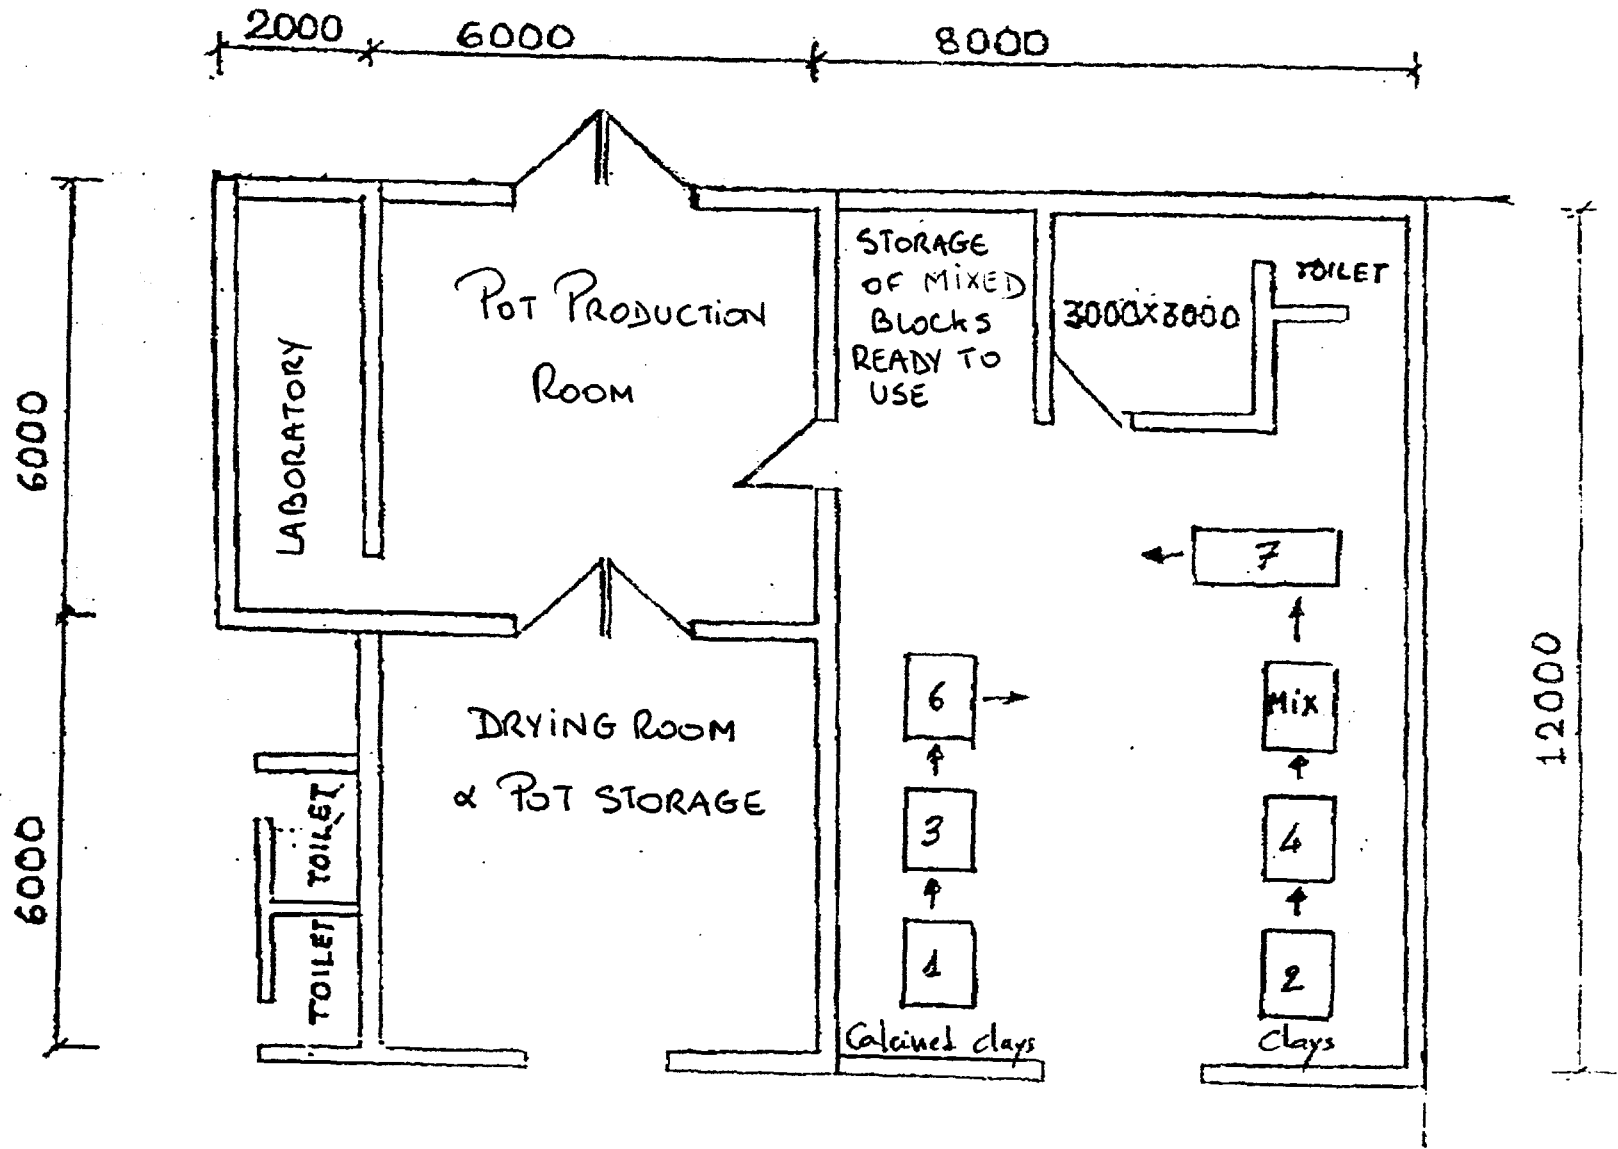 2000
6000
8000
STORAGE
OF MIXED
BLOCKS
READY TO
USE
TOILET
3000X3000
POT PRODUCTION
ROOM
LABORATORY
6000
7
12000
6
MIX
DRYING ROOM
& POT STORAGE
TOILET
3
4
6000
TOILET
1
2
Calcined clays
Clays